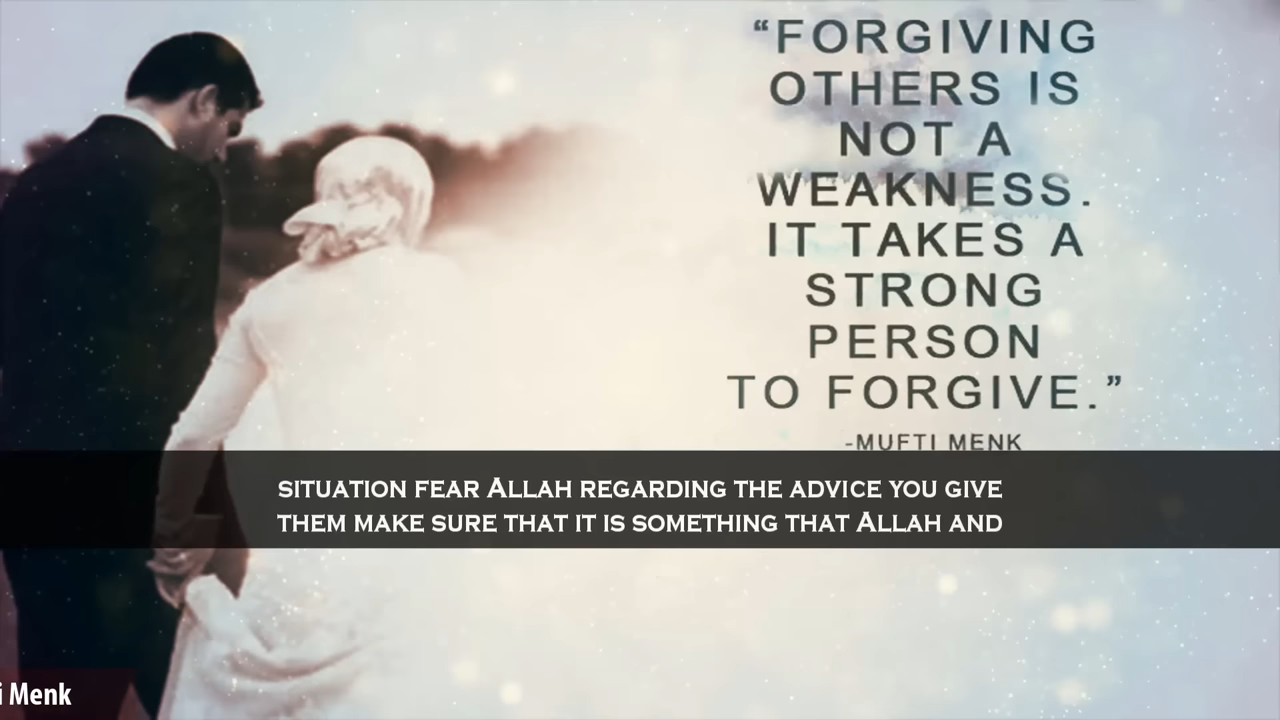 “FORGIVING
OTHERS IS
NOT A
WEAKNESS.
IT TAKES A
STRONG
PERSON
TO FORGIVE.”
-MUFTI MENK
SITUATION FEAR ALLAH REGARDING THE ADVICE YOU GIVE
THEM MAKE SURE THAT IT IS SOMETHING THAT ALLAH AND
i Menk